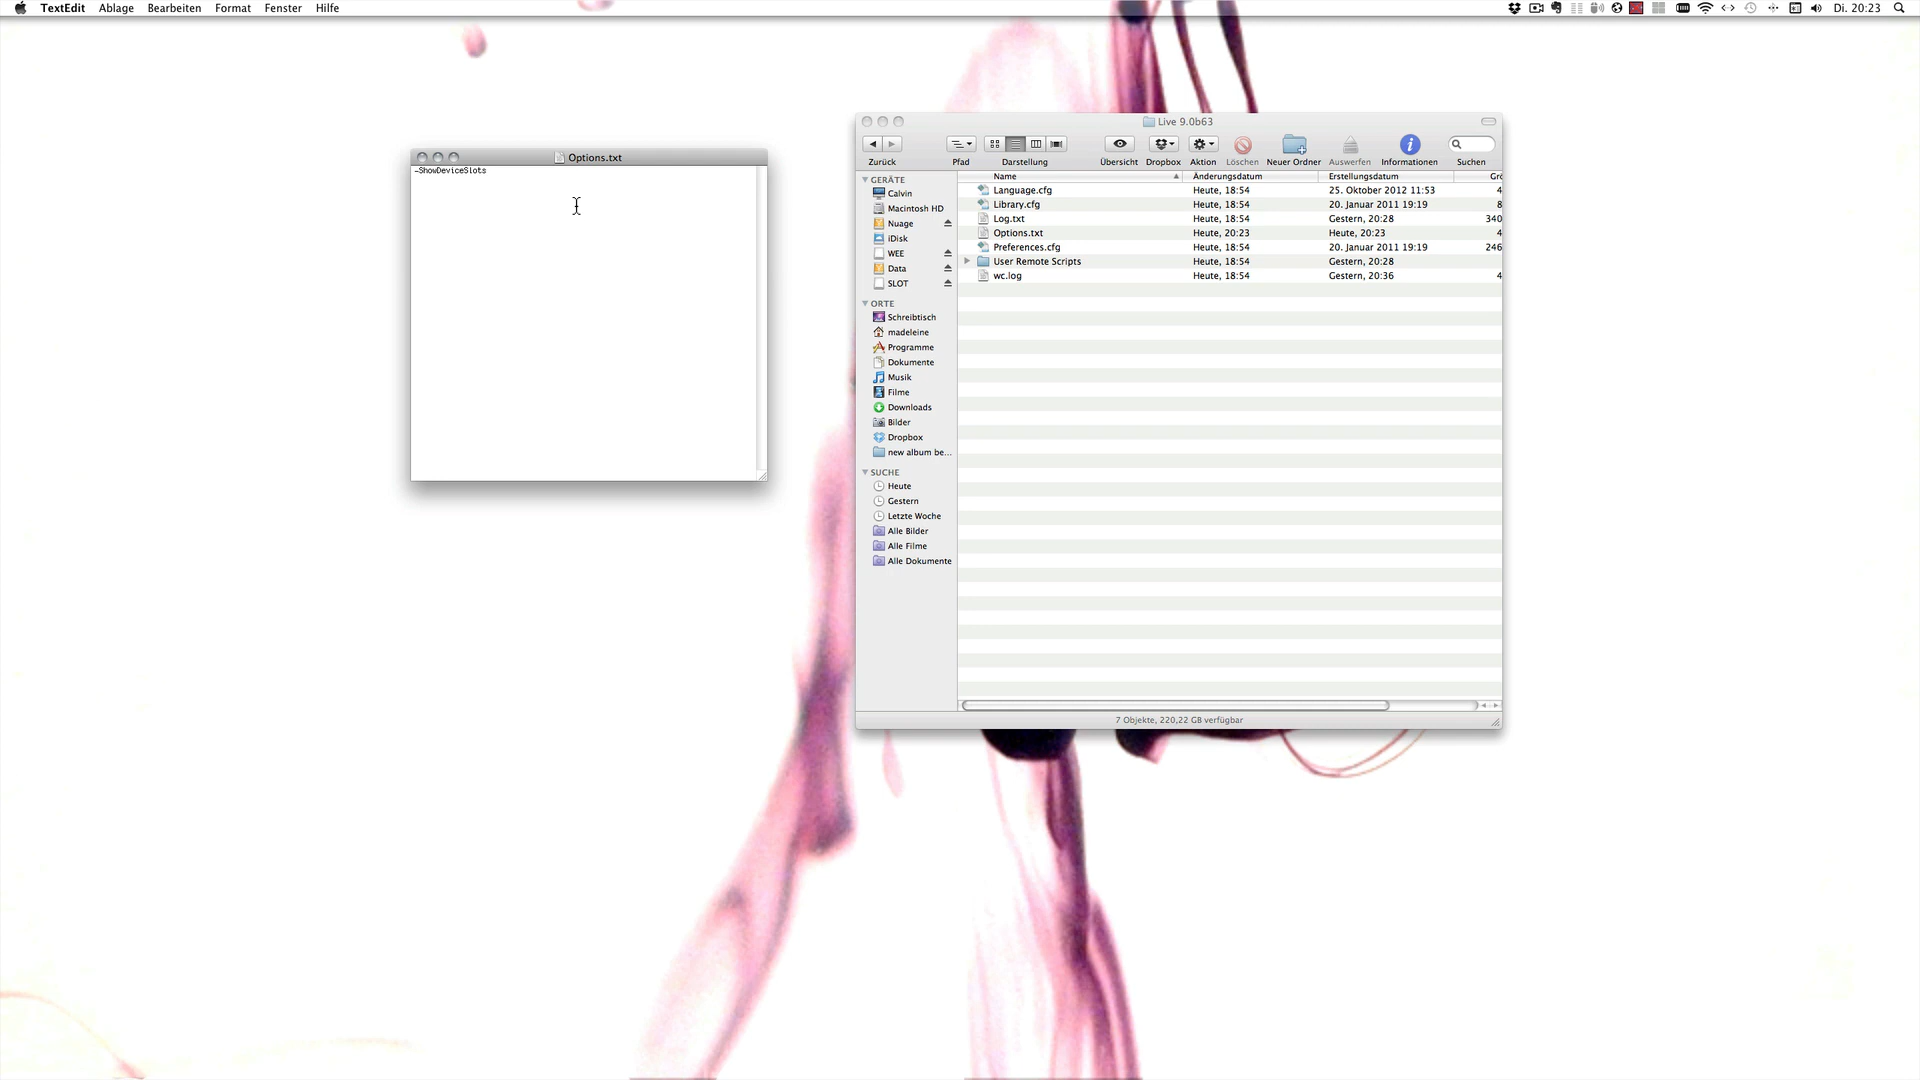 TextEdit Ablage Bearbeiten Format Fenster Hilfe
Di. 20:23
Options.txt
-ShowDeviceSlots
Live 9.0b63
Zurück Pfad Darstellung Übersicht Dropbox Aktion Löschen Neuer Ordner Auswerfen Informationen Suchen
GERÄTE
Calvin
Macintosh HD
Nuage
iDisk
WEE
Data
SLOT
ORTE
Schreibtisch
madeleine
Programme
Dokumente
Musik
Filme
Downloads
Bilder
Dropbox
new album be...
SUCHE
Heute
Gestern
Letzte Woche
Alle Bilder
Alle Filme
Alle Dokumente
Name Änderungsdatum Erstellungsdatum Grö
Language.cfg Heute, 18:54 25. Oktober 2012 11:53 4
Library.cfg Heute, 18:54 20. Januar 2011 19:19 8
Log.txt Heute, 18:54 Gestern, 20:28 340
Options.txt Heute, 20:23 Heute, 20:23 4
Preferences.cfg Heute, 18:54 20. Januar 2011 19:19 246
User Remote Scripts Heute, 18:54 Gestern, 20:28
wc.log Heute, 18:54 Gestern, 20:36 4
7 Objekte, 220,22 GB verfügbar